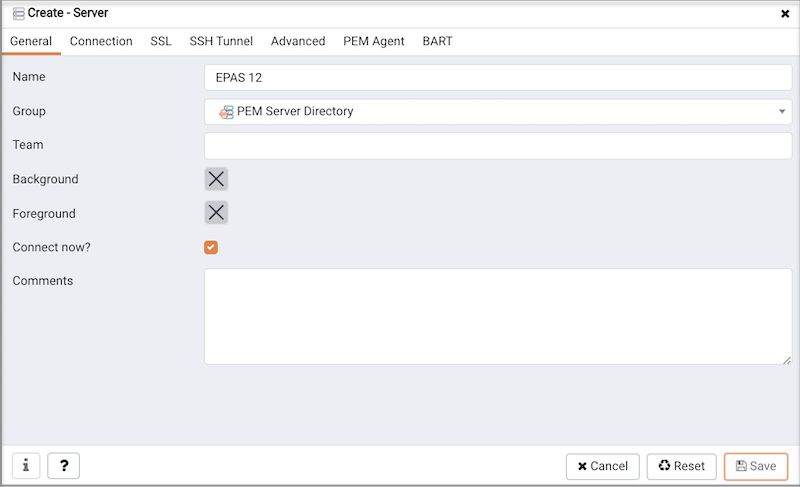 Create - Server
General Connection SSL SSH Tunnel Advanced PEM Agent BART
Name EPAS 12
Group PEM Server Directory
Team
Background
Foreground
Connect now?
Comments
i ? Cancel Reset Save